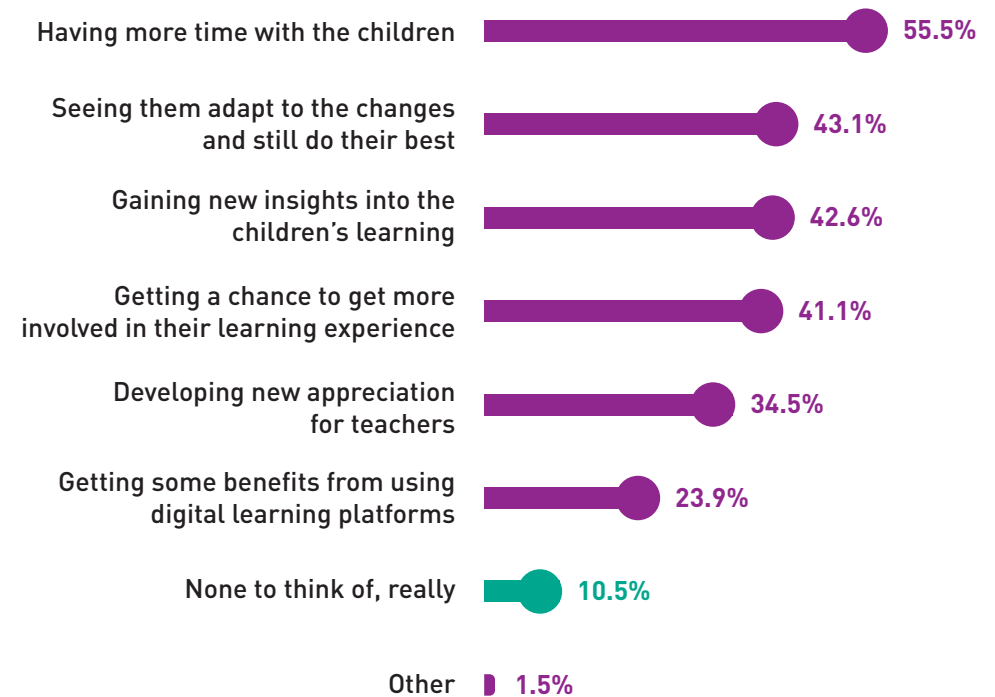 Having more time with the children 55.5%
Seeing them adapt to the changes
and still do their best 43.1%
Gaining new insights into the
children’s learning 42.6%
Getting a chance to get more
involved in their learning experience 41.1%
Developing new appreciation
for teachers 34.5%
Getting some benefits from using
digital learning platforms 23.9%
None to think of, really 10.5%
Other 1.5%